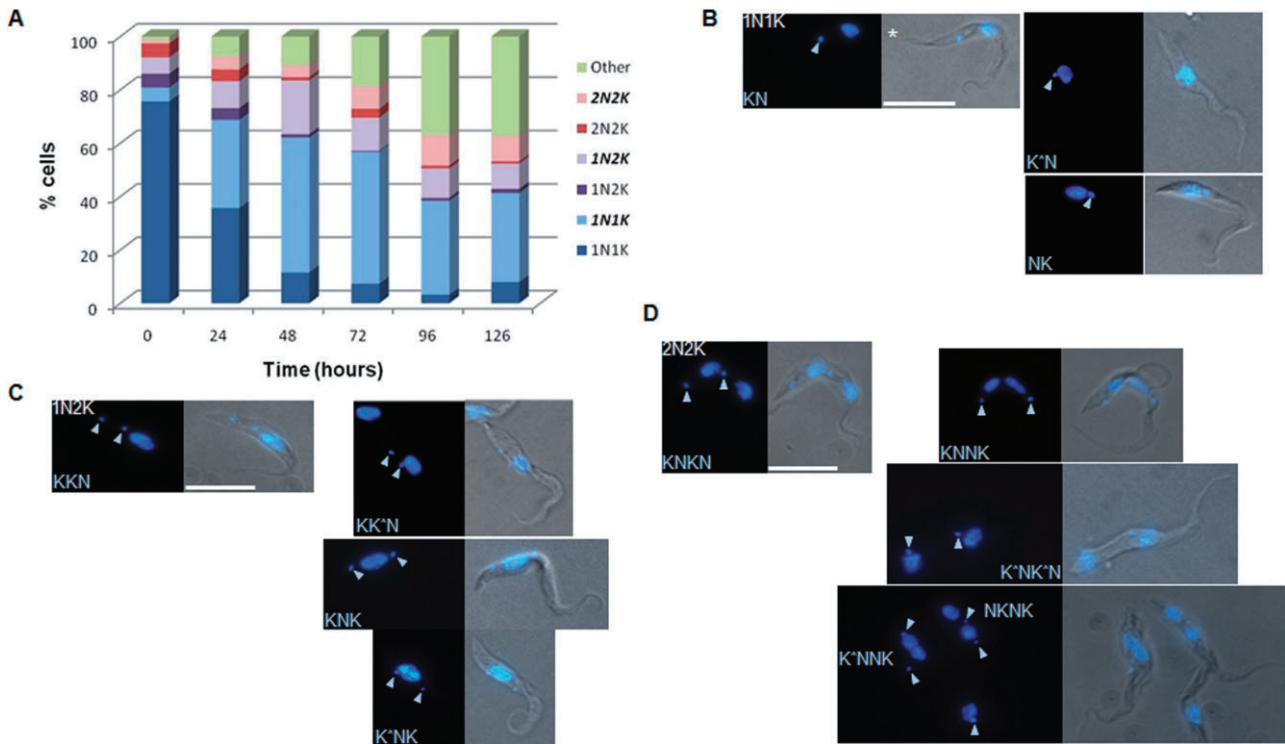 A
% cells
100
80
60
40
20
0
0 24 48 72 96 126
Time (hours)
Other
2N2K
2N2K
1N2K
1N2K
1N1K
1N1K
B
1N1K
*
KN
K*N
NK
C
1N2K
KKN
KK*N
KNK
K*NK
D
2N2K
KNKN
KNNK
K*NK*N
NKNK
K*NNK